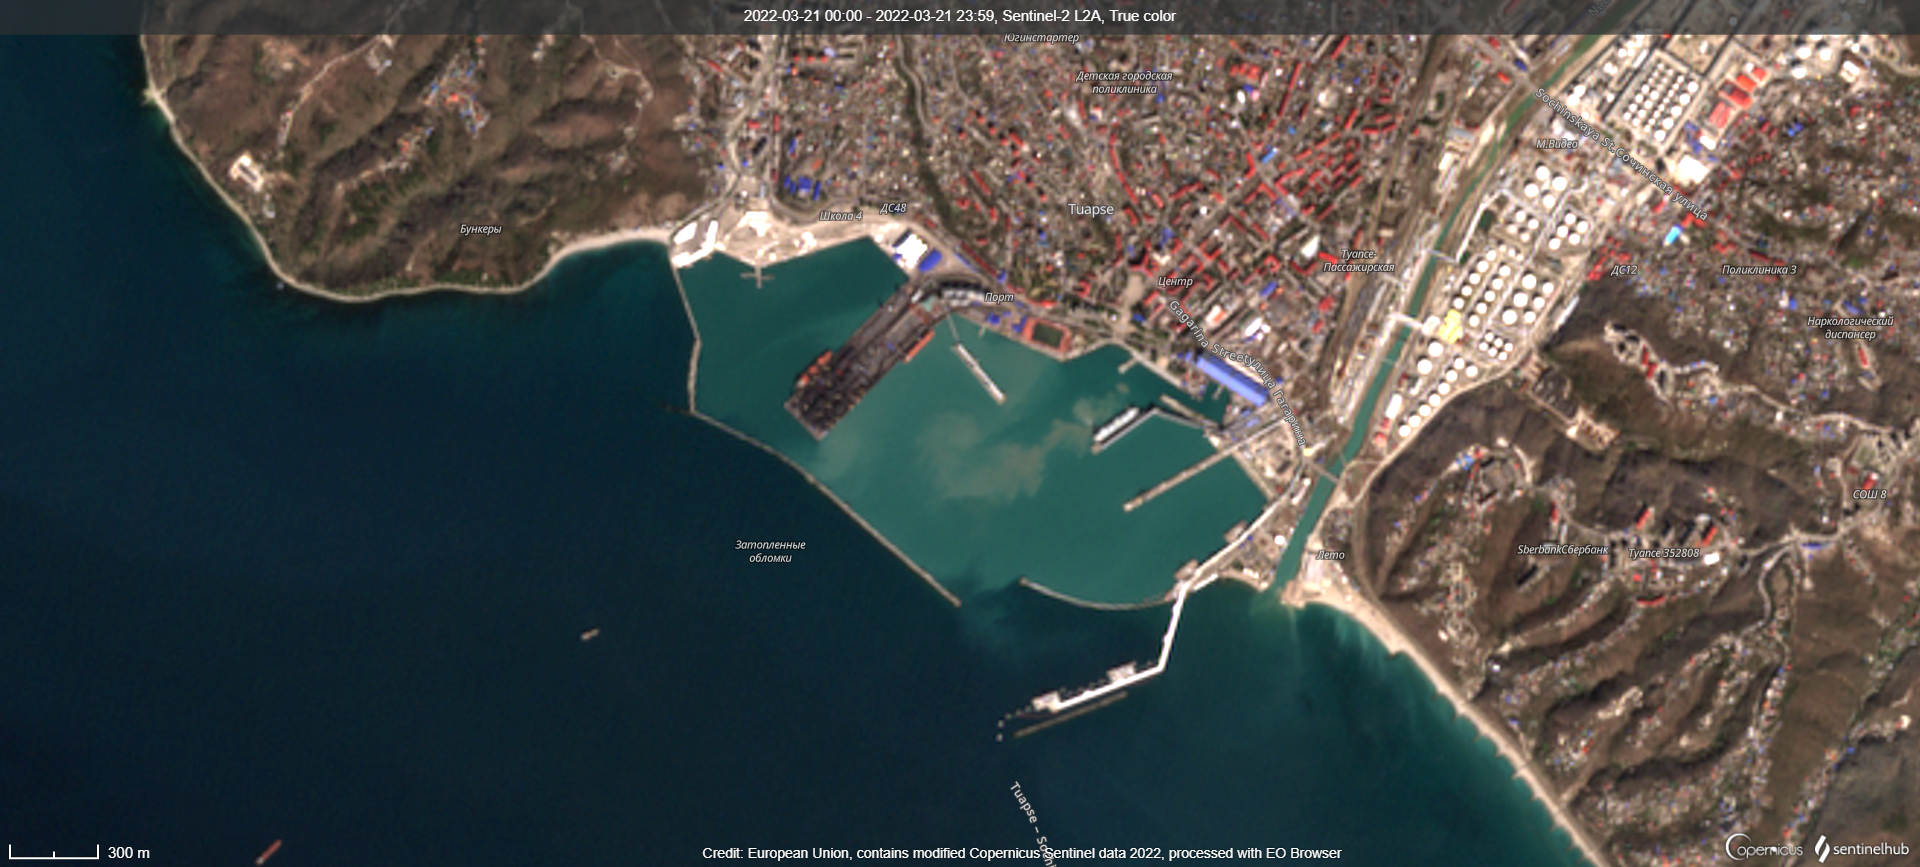 2022-03-21 00:00 - 2022-03-21 23:59, Sentinel-2 L2A, True color
Югинстартер
Детская городская
поликлиника
Sochinskaya St.Сочинская улица
М.Видео
Школа 4
ДС48
Tuapse
Бункеры
Туапсе-
Пассажирская
ДС12
Поликлиника 3
Центр
Порт
Gagarina Streetулица Гагарина
Наркологический
диспансер
СОШ 8
Затопленные
обломки
Лето
SberbankСбербанк
Туапсе 352808
Tuapse – Sochi
300 m
Credit: European Union, contains modified Copernicus Sentinel data 2022, processed with EO Browser
Copernicus
sentinelhub